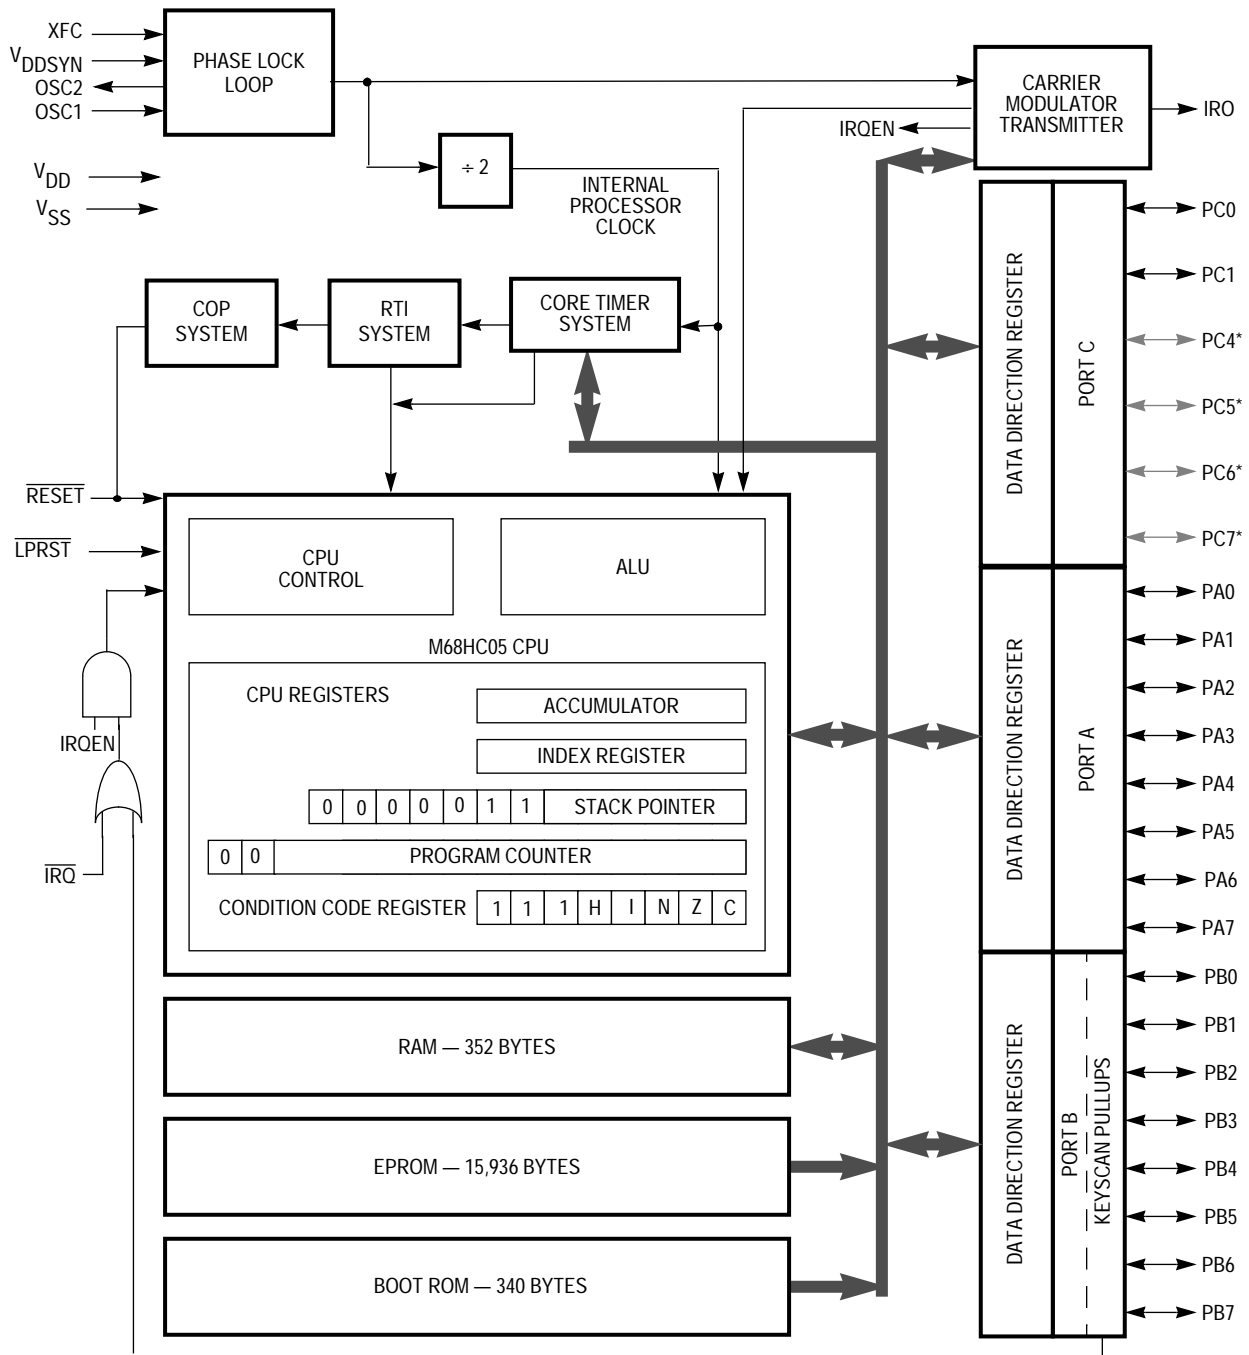 XFC
VDDSYN
OSC2
OSC1
VDD
VSS
PHASE LOCK
LOOP
÷ 2
INTERNAL
PROCESSOR
CLOCK
CARRIER
MODULATOR
TRANSMITTER
IRO
IRQEN
COP
SYSTEM
RTI
SYSTEM
CORE TIMER
SYSTEM
RESET
LPRST
IRQEN
IRQ
CPU
CONTROL
ALU
M68HC05 CPU
CPU REGISTERS
ACCUMULATOR
INDEX REGISTER
0 0 0 0 0 1 1 STACK POINTER
0 0 PROGRAM COUNTER
CONDITION CODE REGISTER 1 1 1 H I N Z C
RAM — 352 BYTES
EPROM — 15,936 BYTES
BOOT ROM — 340 BYTES
DATA DIRECTION REGISTER
PORT C
PC0
PC1
PC4*
PC5*
PC6*
PC7*
DATA DIRECTION REGISTER
PORT A
PA0
PA1
PA2
PA3
PA4
PA5
PA6
PA7
DATA DIRECTION REGISTER
PORT B
KEYSCAN PULLUPS
PB0
PB1
PB2
PB3
PB4
PB5
PB6
PB7